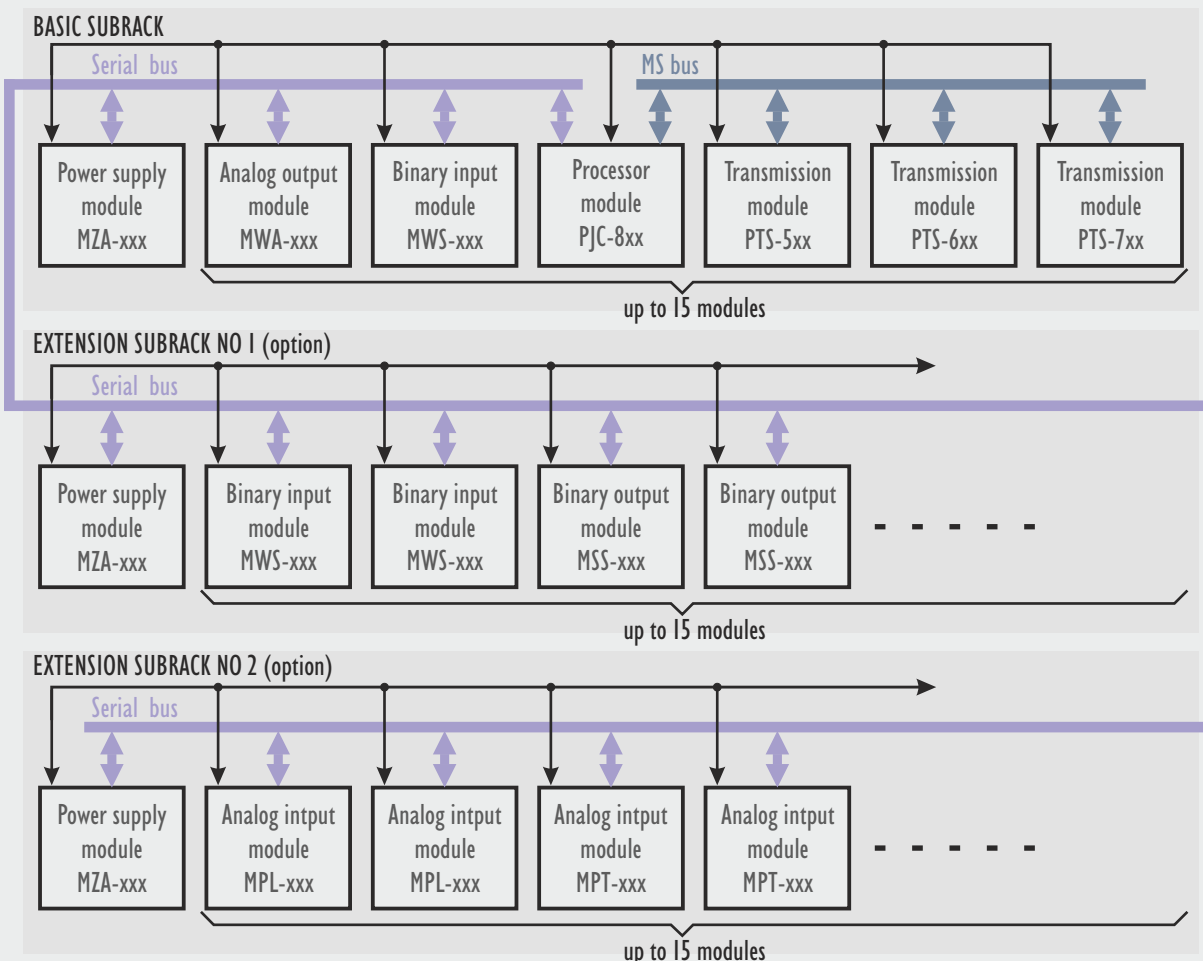 BASIC SUBRACK
Serial bus
MS bus
Power supply
module
MZA-xxx
Analog output
module
MWA-xxx
Binary input
module
MWS-xxx
Processor
module
PJC-8xx
Transmission
module
PTS-5xx
Transmission
module
PTS-6xx
Transmission
module
PTS-7xx
up to 15 modules
EXTENSION SUBRACK NO 1 (option)
Serial bus
Power supply
module
MZA-xxx
Binary input
module
MWS-xxx
Binary input
module
MWS-xxx
Binary output
module
MSS-xxx
Binary output
module
MSS-xxx
up to 15 modules
EXTENSION SUBRACK NO 2 (option)
Serial bus
Power supply
module
MZA-xxx
Analog intput
module
MPL-xxx
Analog intput
module
MPL-xxx
Analog intput
module
MPT-xxx
Analog intput
module
MPT-xxx
up to 15 modules